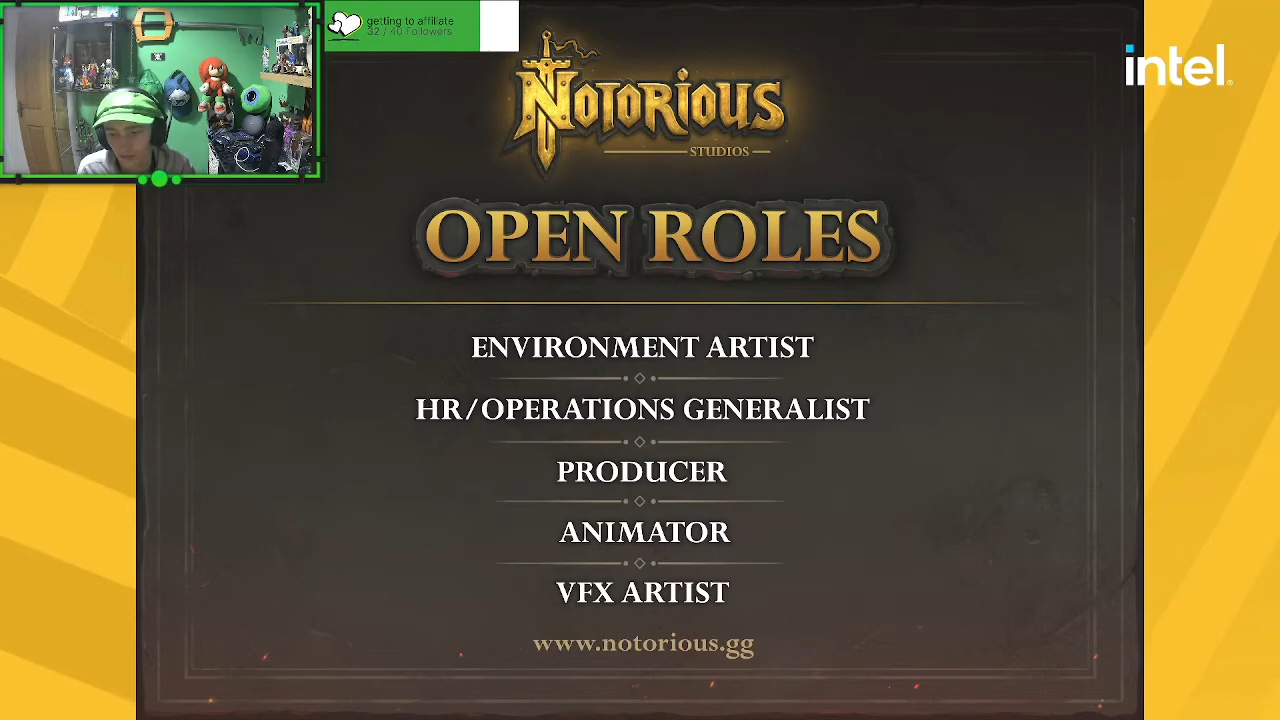 getting to affiliate
32 / 40 Followers
intel
NOTORIOUS
STUDIOS
OPEN ROLES
ENVIRONMENT ARTIST
HR/OPERATIONS GENERALIST
PRODUCER
ANIMATOR
VFX ARTIST
www.notorious.gg